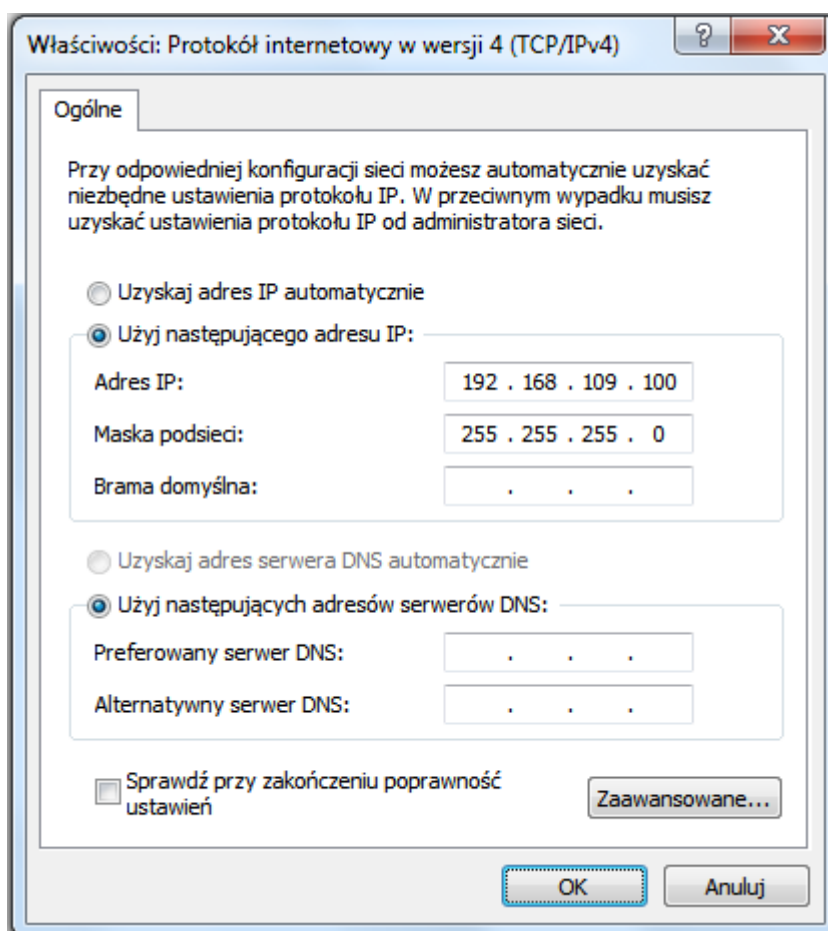 Właściwości: Protokół internetowy w wersji 4 (TCP/IPv4)
Ogólne
Przy odpowiedniej konfiguracji sieci możesz automatycznie uzyskać
niezbędne ustawienia protokołu IP. W przeciwnym wypadku musisz
uzyskać ustawienia protokołu IP od administratora sieci.
Uzyskaj adres IP automatycznie
Użyj następującego adresu IP:
Adres IP: 192 . 168 . 109 . 100
Maska podsieci: 255 . 255 . 255 . 0
Brama domyślna: . . .
Uzyskaj adres serwera DNS automatycznie
Użyj następujących adresów serwerów DNS:
Preferowany serwer DNS: . . .
Alternatywny serwer DNS: . . .
Sprawdź przy zakończeniu poprawność
ustawień
Zaawansowane...
OK Anuluj